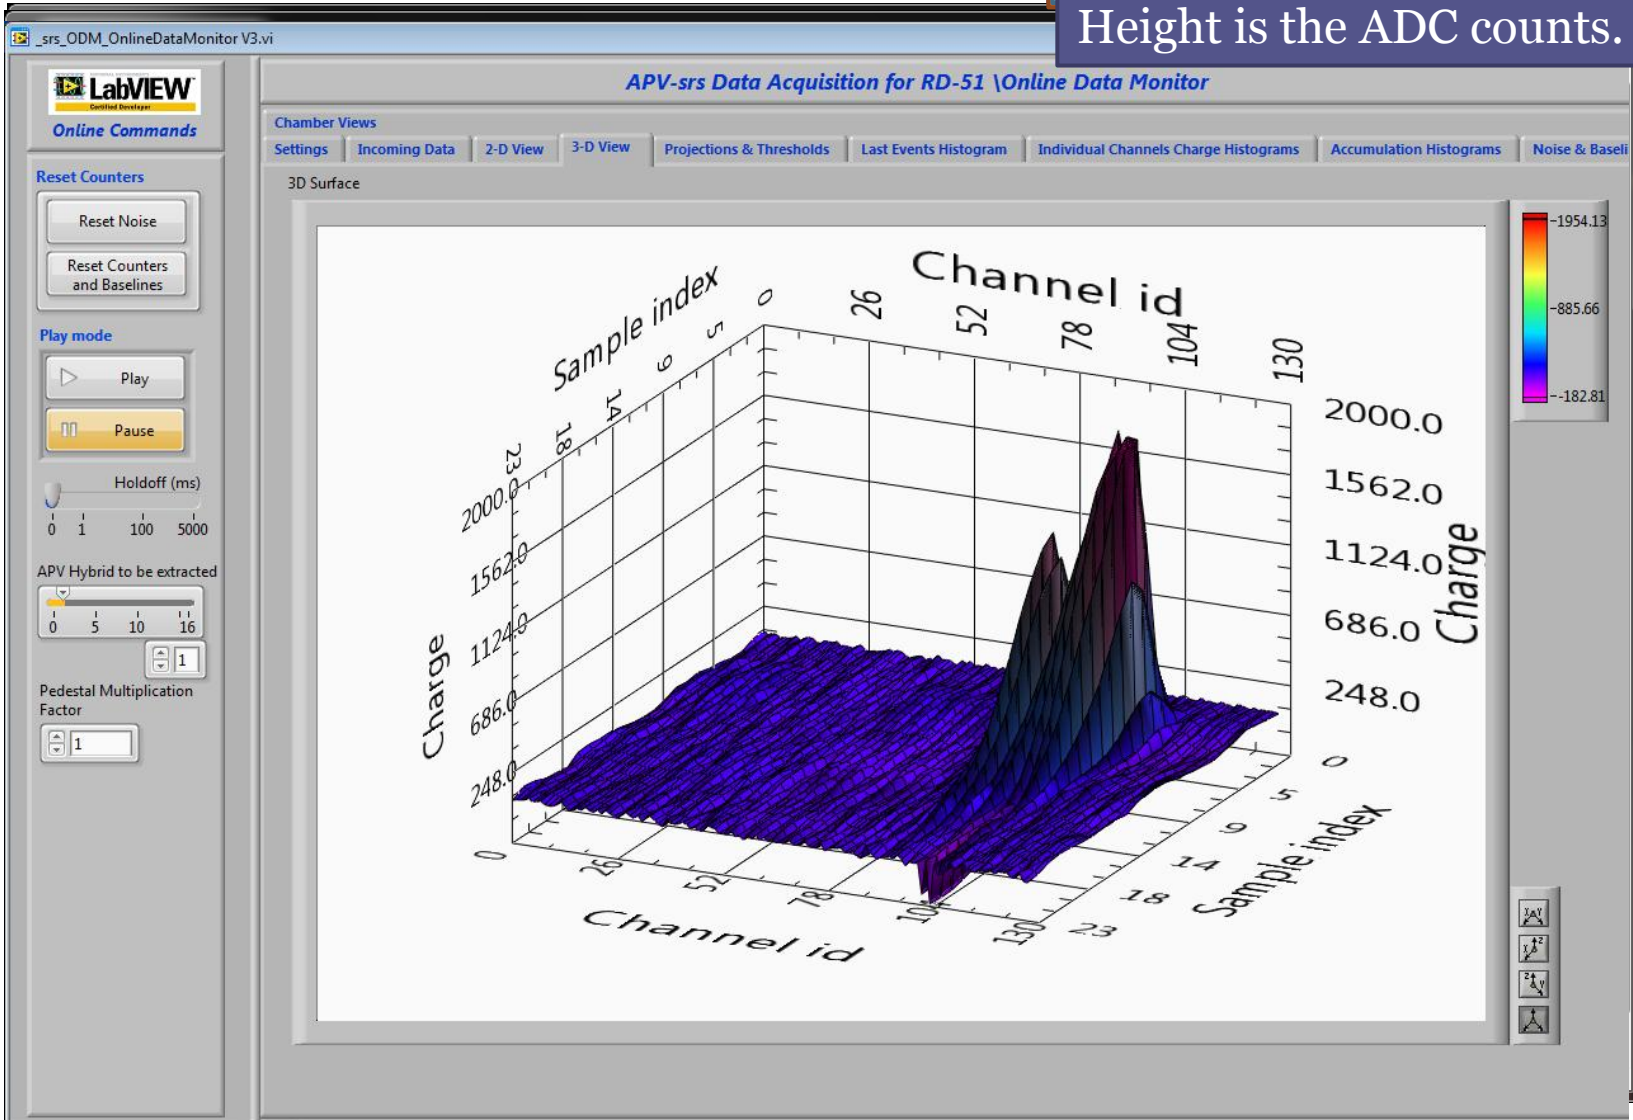 Height is the ADC counts.
_srs_ODM_OnlineDataMonitor V3.vi
LabVIEW
Certified Developer
Online Commands
APV-srs Data Acquisition for RD-51 \Online Data Monitor
Chamber Views
Settings
Incoming Data
2-D View
3-D View
Projections & Thresholds
Last Events Histogram
Individual Channels Charge Histograms
Accumulation Histograms
Noise & Baseli
Reset Counters
Reset Noise
Reset Counters
and Baselines
Play mode
Play
Pause
Holdoff (ms)
0 1 100 5000
APV Hybrid to be extracted
0 5 10 16
1
Pedestal Multiplication
Factor
1
3D Surface
Channel id
0 26 52 78 104 130
Sample index
0 5 9 14 18 23
2000.0
1562.0
1124.0
686.0
248.0
Charge
2000.0
1562.0
1124.0
686.0
248.0
Charge
0 26 52 78 104 130
Channel id
0 5 9 14 18 23
Sample index
-1954.13
-885.66
--182.81